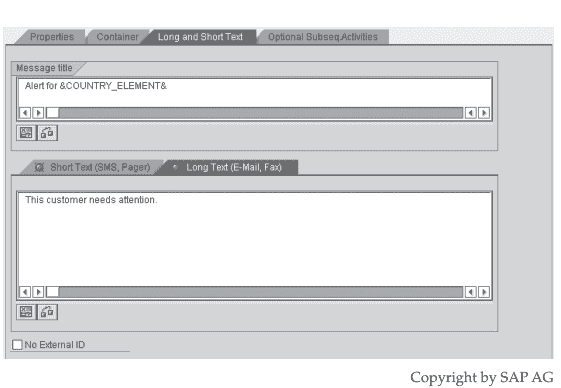 Properties Container Long and Short Text Optional Subseq.Activities
Message title
Alert for &COUNTRY_ELEMENT&
Short Text (SMS, Pager) Long Text (E-Mail, Fax)
This customer needs attention.
No External ID
Copyright by SAP AG